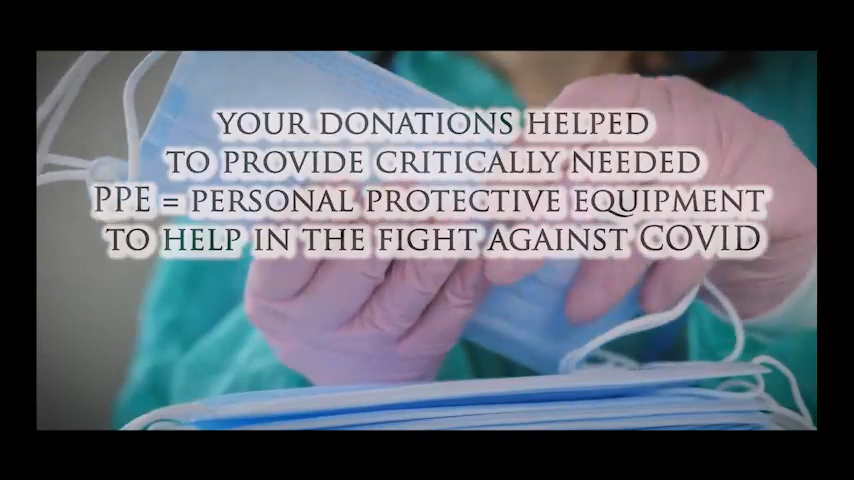 YOUR DONATIONS HELPED
TO PROVIDE CRITICALLY NEEDED
PPE = PERSONAL PROTECTIVE EQUIPMENT
TO HELP IN THE FIGHT AGAINST COVID